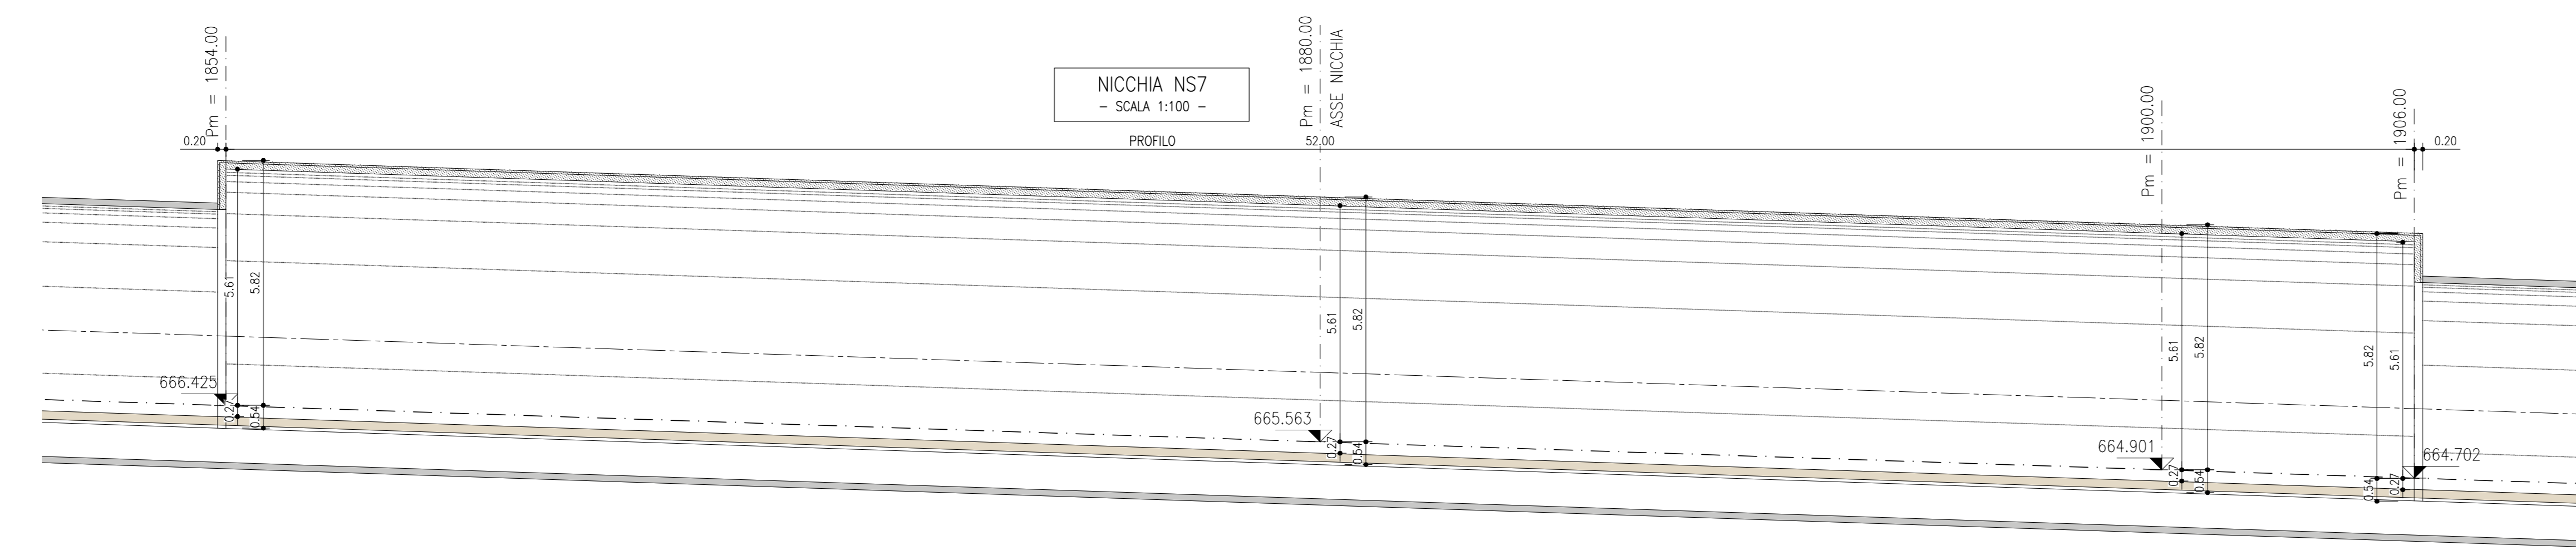 Pm = 1854.00
Pm = 1880.00
ASSE NICCHIA
Pm = 1900.00
Pm = 1906.00
NICCHIA NS7
- SCALA 1:100 -
0.20
PROFILO
52.00
0.20
5.61
5.82
5.61
5.82
5.61
5.82
5.82
5.61
666.425
665.563
664.901
664.702
0.27
0.54
0.27
0.54
0.27
0.54
0.54
0.27